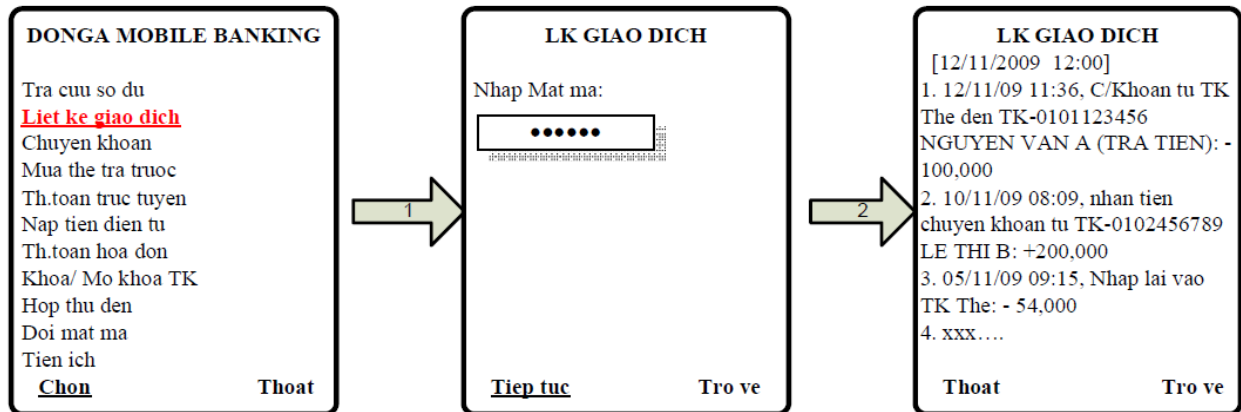 DONGA MOBILE BANKING
Tra cuu so du
Liet ke giao dich
Chuyen khoan
Mua the tra truoc
Th.toan truc tuyen
Nap tien dien tu
Th.toan hoa don
Khoa/ Mo khoa TK
Hop thu den
Doi mat ma
Tien ich
Chon Thoat
1
LK GIAO DICH
Nhap Mat ma:
••••••
Tiep tuc Tro ve
2
LK GIAO DICH
[12/11/2009 12:00]
1. 12/11/09 11:36, C/Khoan tu TK
The den TK-0101123456
NGUYEN VAN A (TRA TIEN): -
100,000
2. 10/11/09 08:09, nhan tien
chuyen khoan tu TK-0102456789
LE THI B: +200,000
3. 05/11/09 09:15, Nhap lai vao
TK The: - 54,000
4. xxx….
Thoat Tro ve